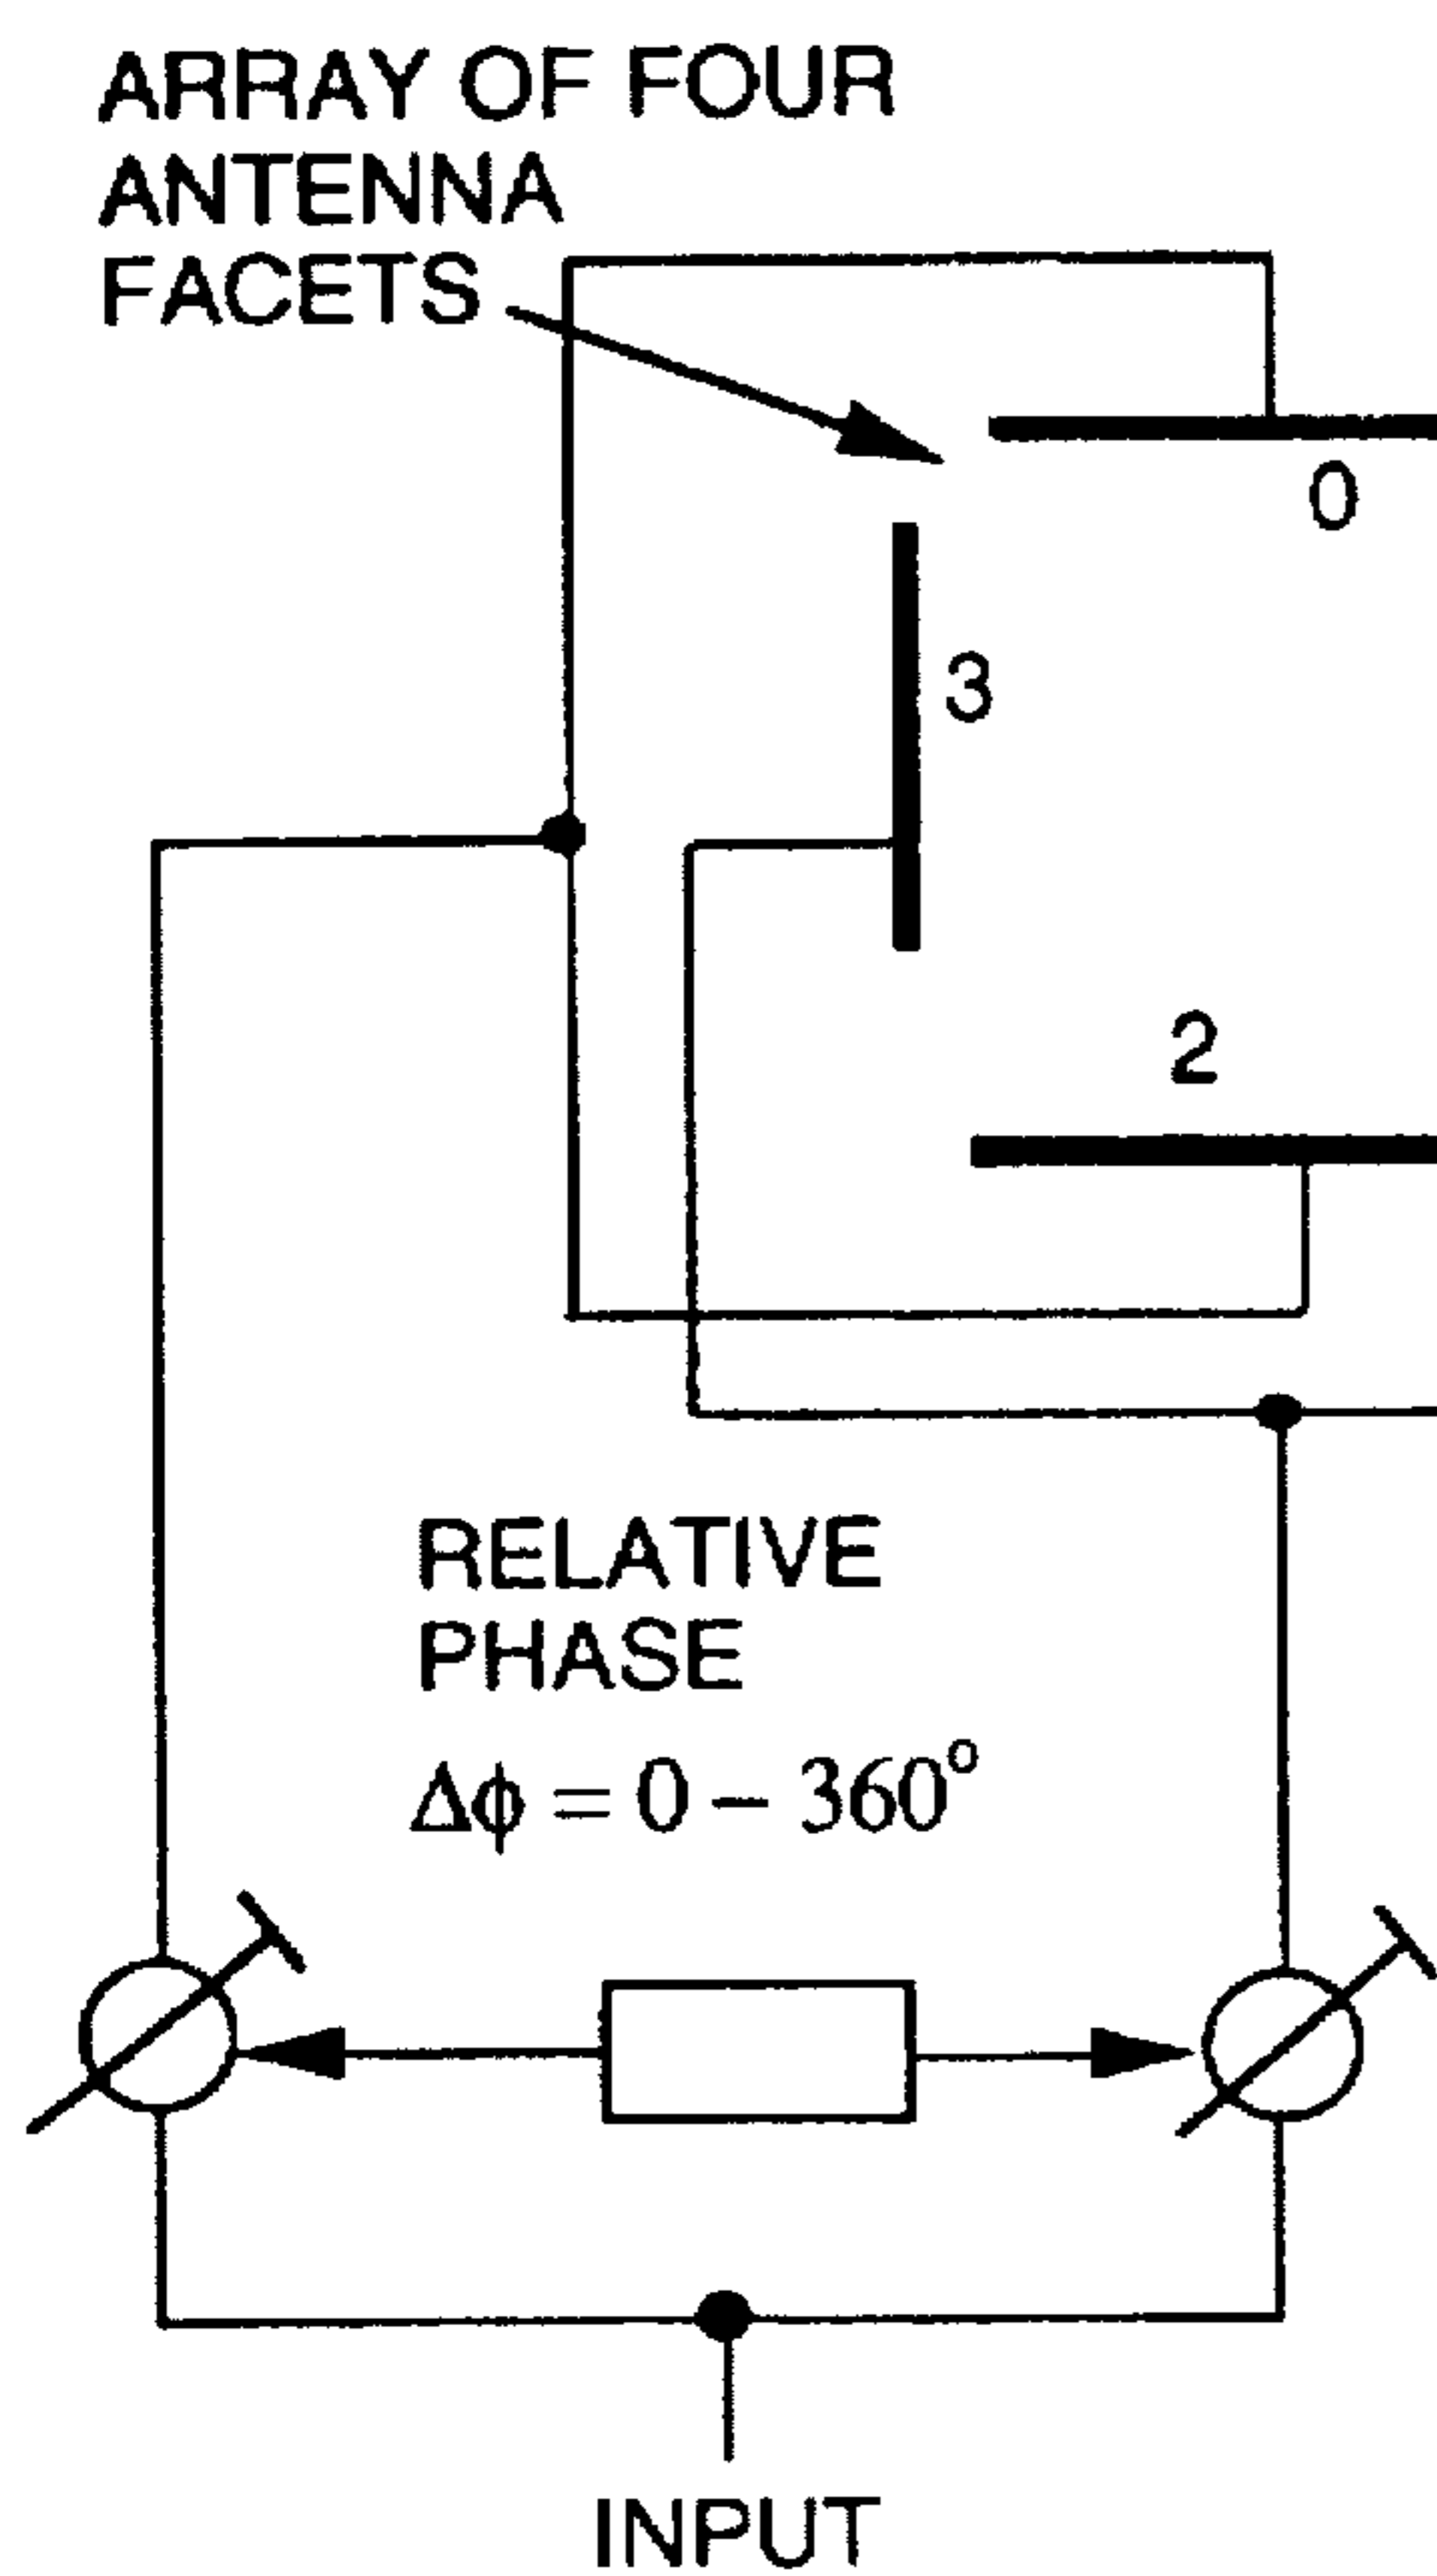 ARRAY OF FOUR
ANTENNA
FACETS
0
3
2
RELATIVE
PHASE
Δϕ = 0 – 360°
INPUT